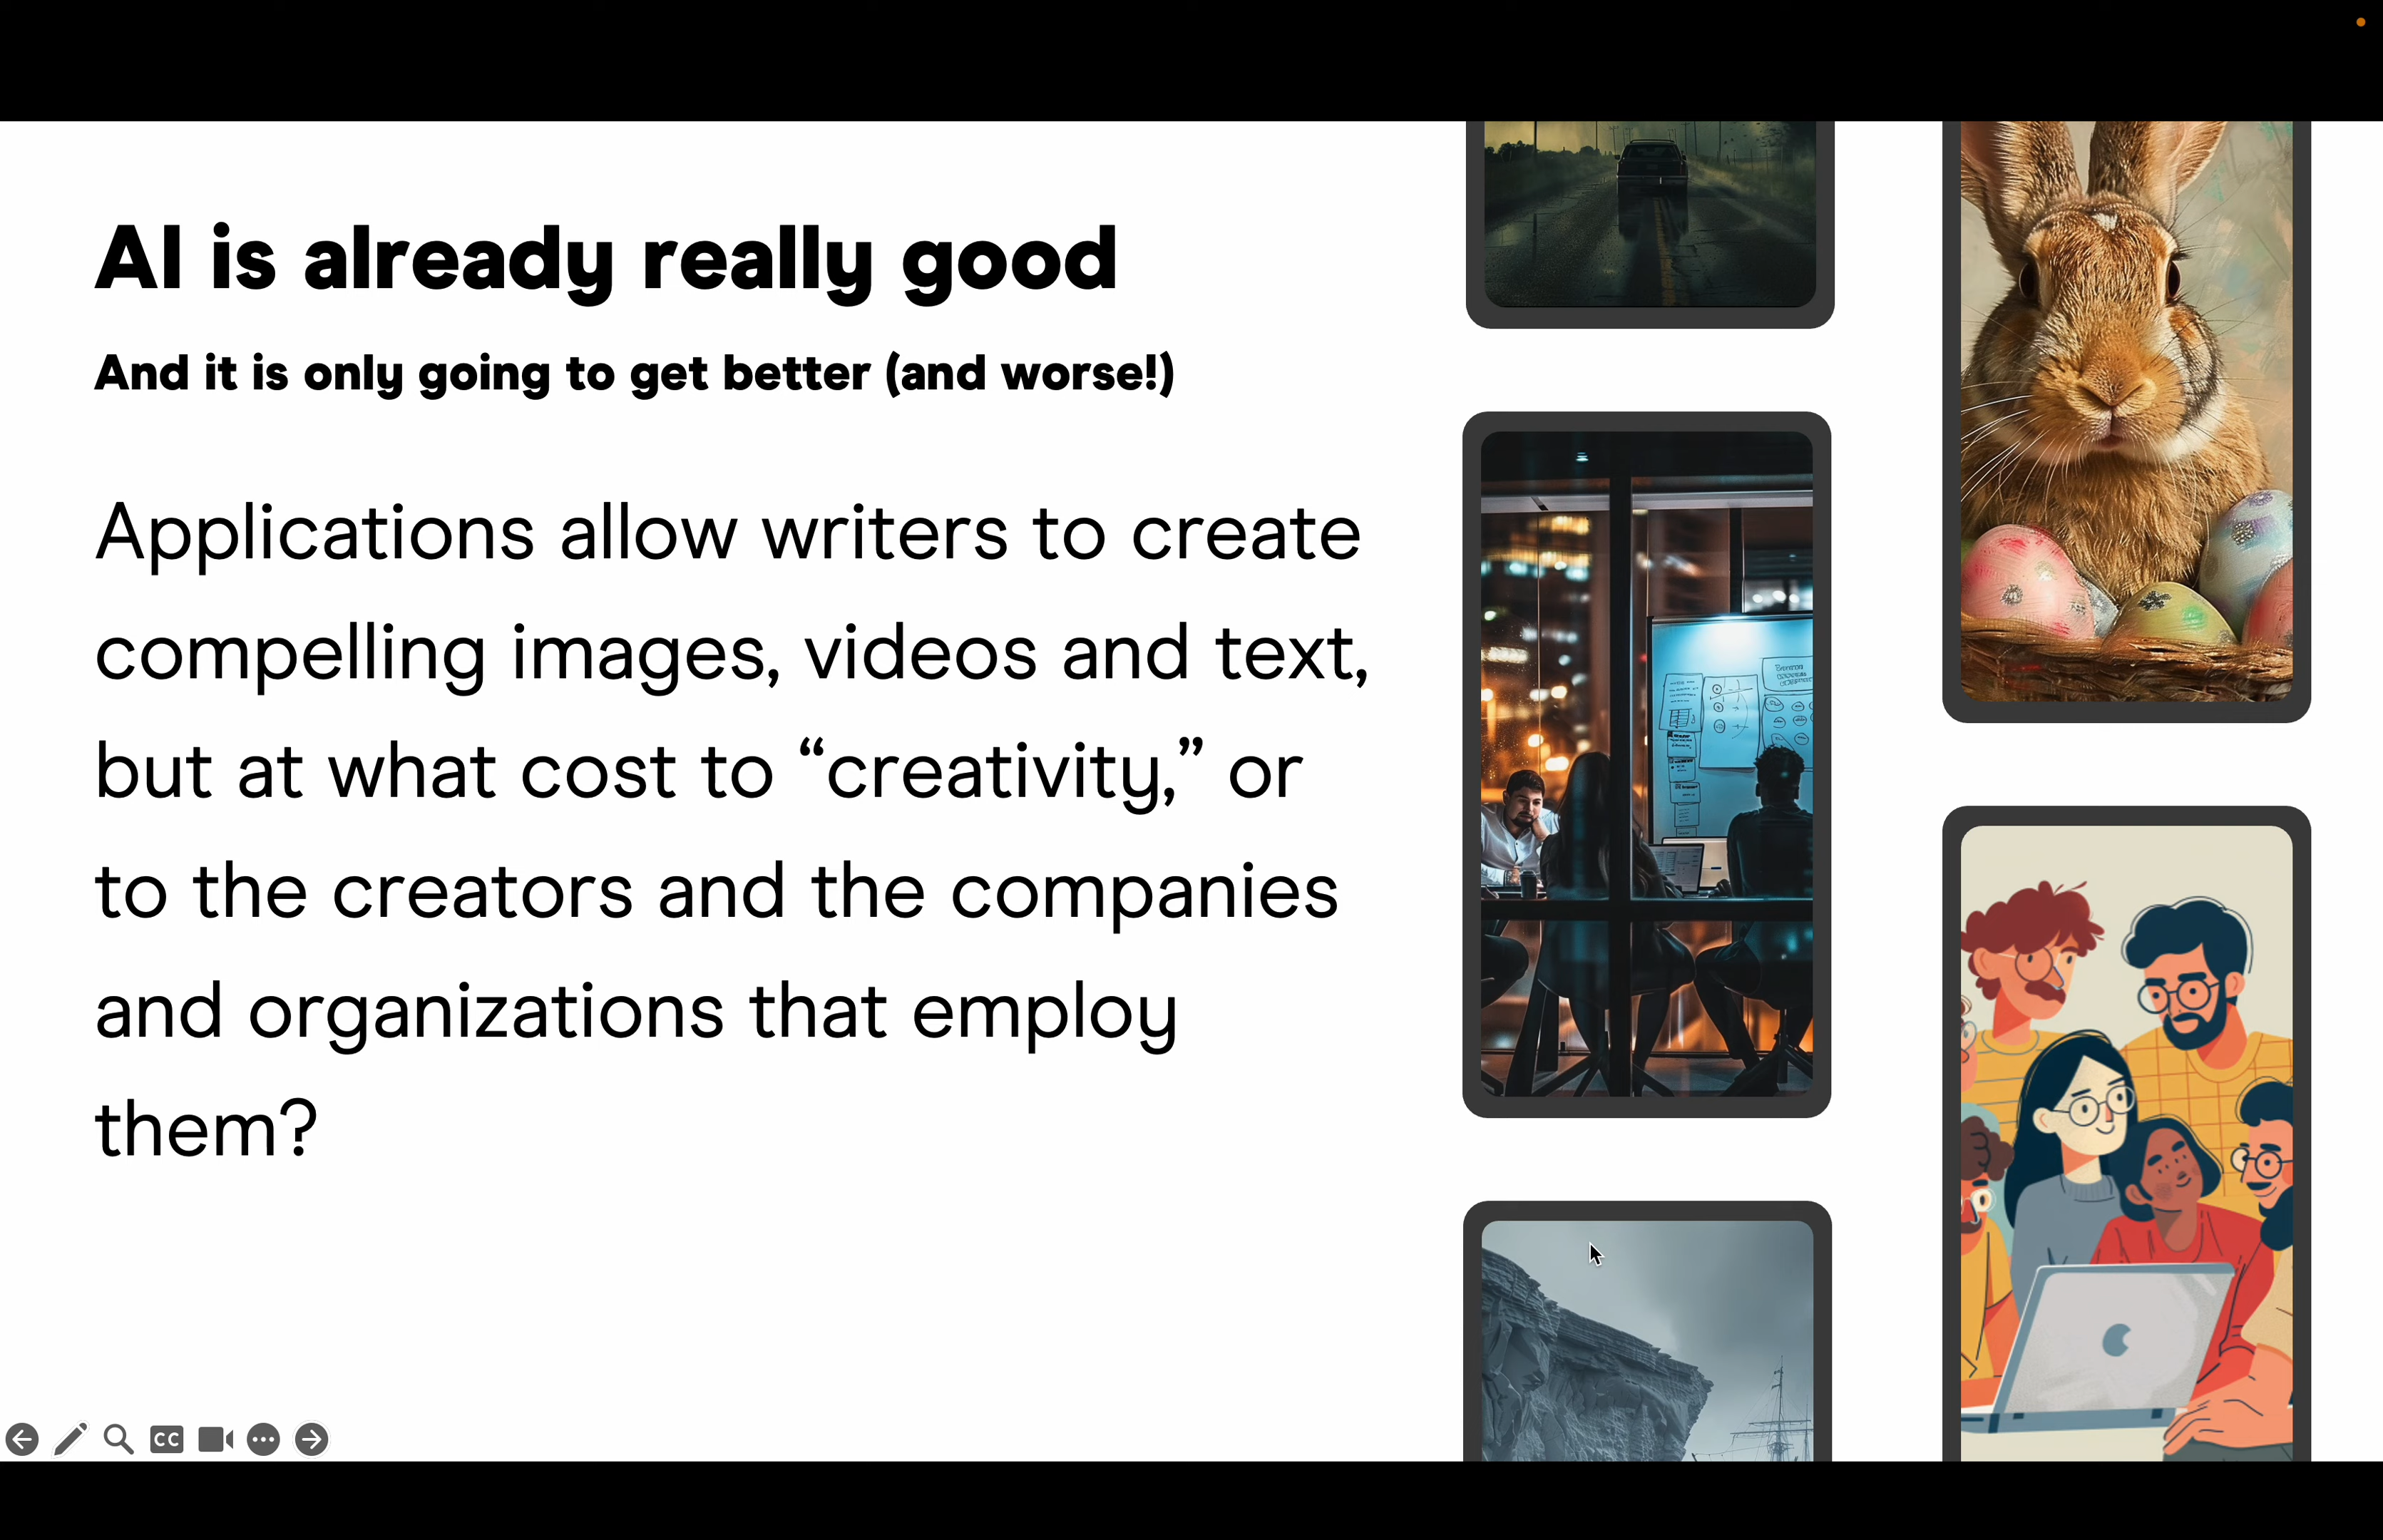 AI is already really good
And it is only going to get better (and worse!)
Applications allow writers to create
compelling images, videos and text,
but at what cost to “creativity,” or
to the creators and the companies
and organizations that employ
them?
CC